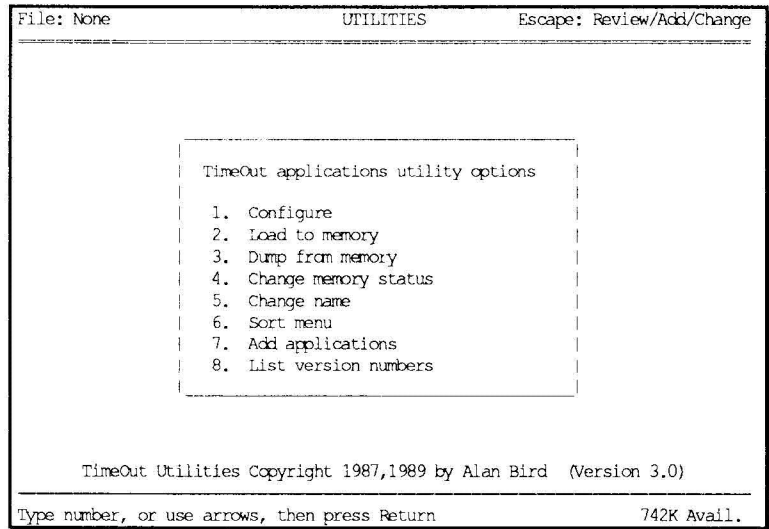 File: None UTILITIES Escape: Review/Add/Change
TimeOut applications utility options
1. Configure
2. Load to memory
3. Dump from memory
4. Change memory status
5. Change name
6. Sort menu
7. Add applications
8. List version numbers
TimeOut Utilities Copyright 1987,1989 by Alan Bird (Version 3.0)
Type number, or use arrows, then press Return 742K Avail.